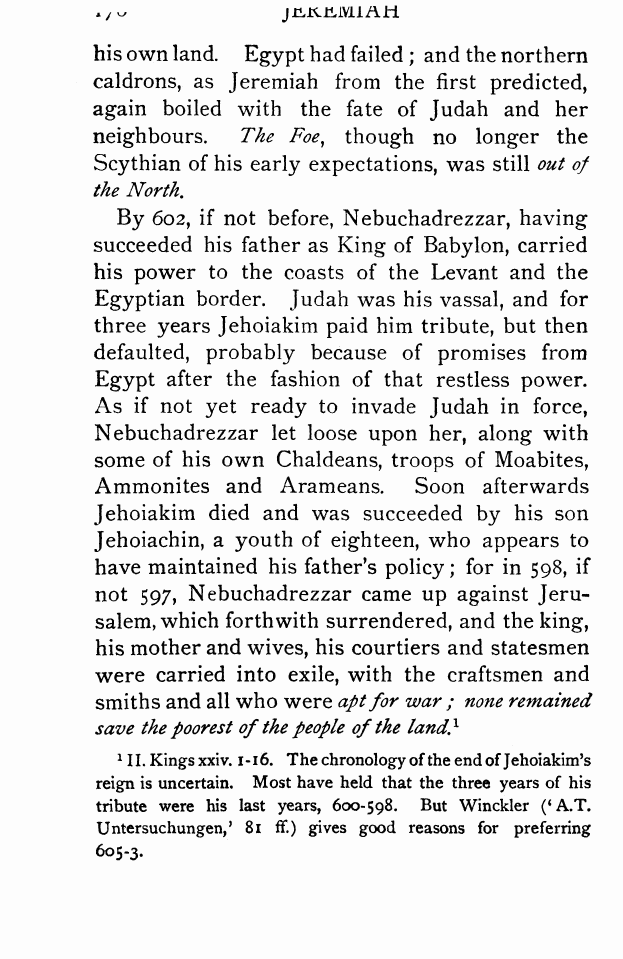 JEREMIAH
his own land. Egypt had failed ; and the northern
caldrons, as Jeremiah from the first predicted,
again boiled with the fate of Judah and her
neighbours. The Foe, though no longer the
Scythian of his early expectations, was still out of
the North.
By 602, if not before, Nebuchadrezzar, having
succeeded his father as King of Babylon, carried
his power to the coasts of the Levant and the
Egyptian border. Judah was his vassal, and for
three years Jehoiakim paid him tribute, but then
defaulted, probably because of promises from
Egypt after the fashion of that restless power.
As if not yet ready to invade Judah in force,
Nebuchadrezzar let loose upon her, along with
some of his own Chaldeans, troops of Moabites,
Ammonites and Arameans. Soon afterwards
Jehoiakim died and was succeeded by his son
Jehoiachin, a youth of eighteen, who appears to
have maintained his father's policy ; for in 598, if
not 597, Nebuchadrezzar came up against Jeru-
salem, which forthwith surrendered, and the king,
his mother and wives, his courtiers and statesmen
were carried into exile, with the craftsmen and
smiths and all who were apt for war ; none remained
save the poorest of the people of the land.¹
¹ II. Kings xxiv. 1-16. The chronology of the end of Jehoiakim's
reign is uncertain. Most have held that the three years of his
tribute were his last years, 600-598. But Winckler (‘ A.T.
Untersuchungen,’ 81 ff.) gives good reasons for preferring
605-3.